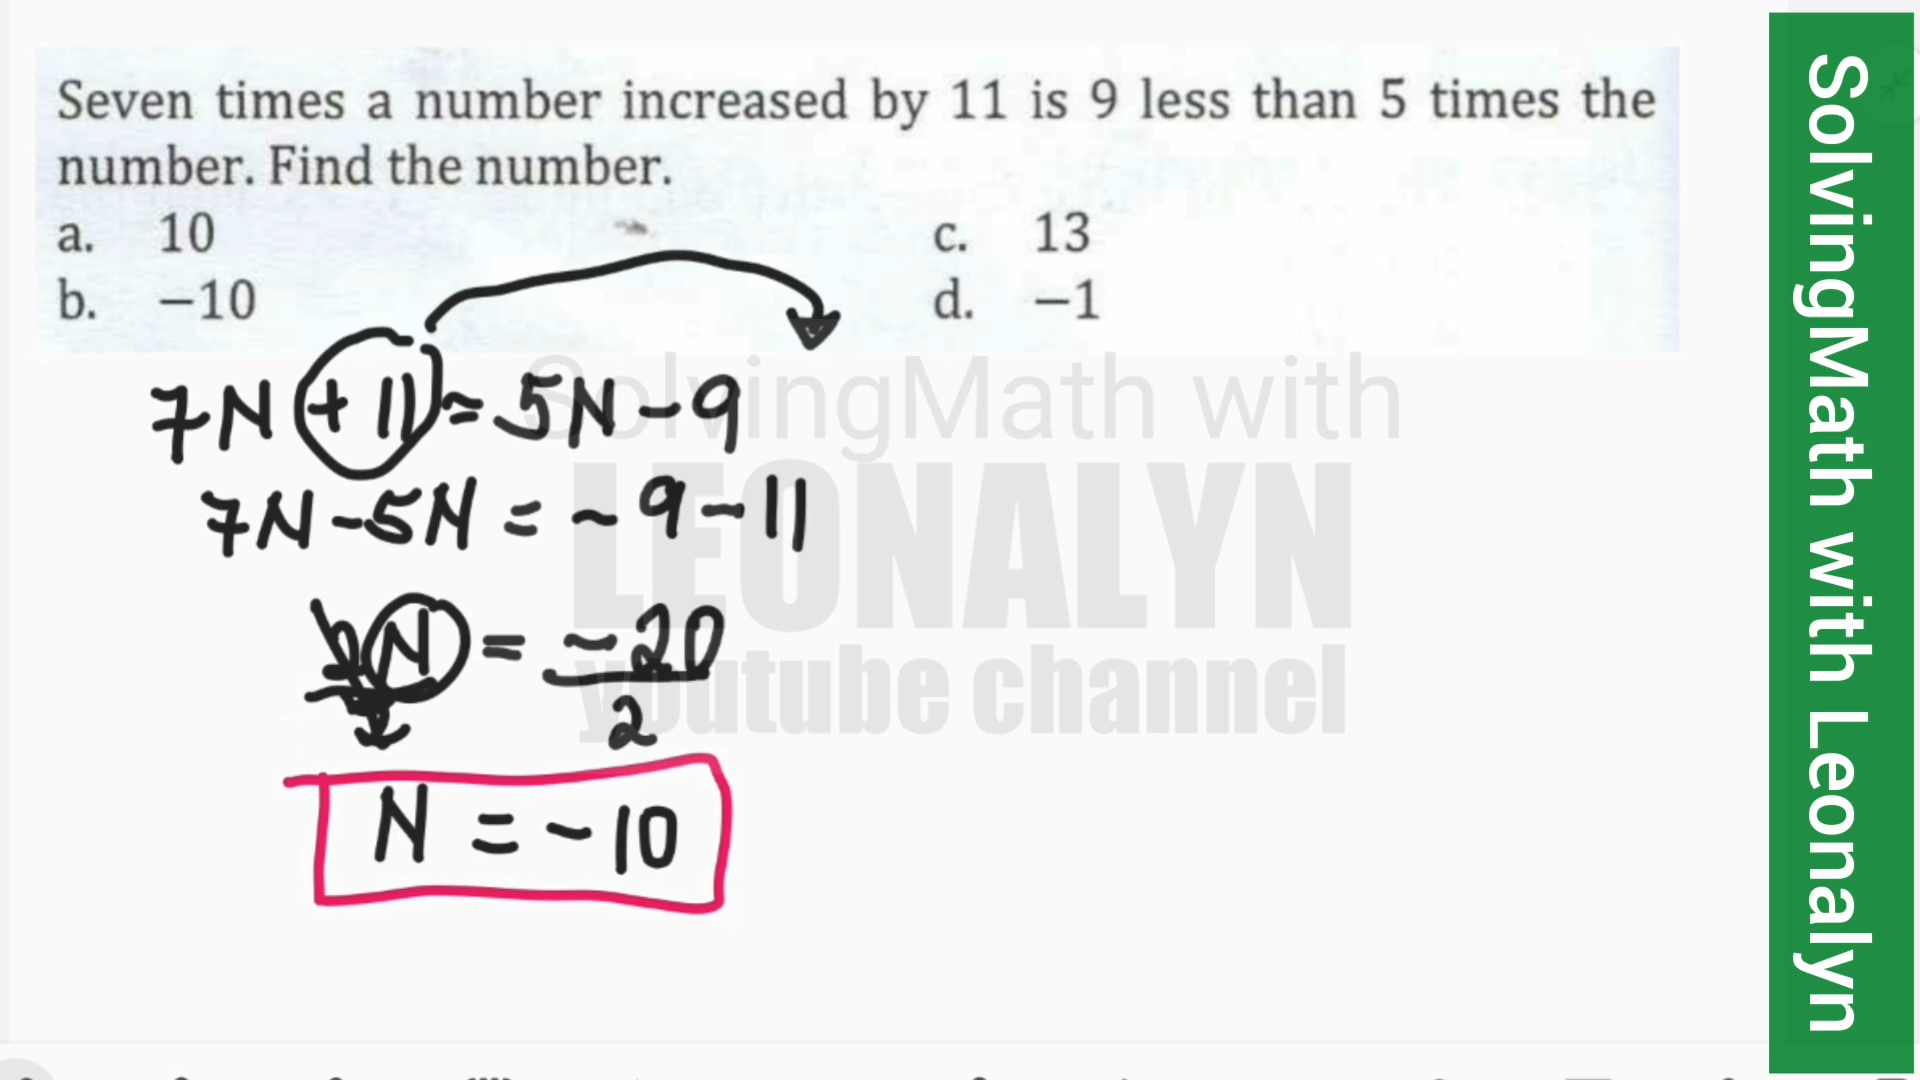 Seven times a number increased by 11 is 9 less than 5 times the
number. Find the number.
a. 10
c. 13
b. −10
d. −1
7N + 11 = 5N - 9
7N - 5N = - 9 - 11
2N = -20
2 2
N = - 10
SolvingMath with
LEONALYN
youtube channel
SolvingMath with Leonalyn